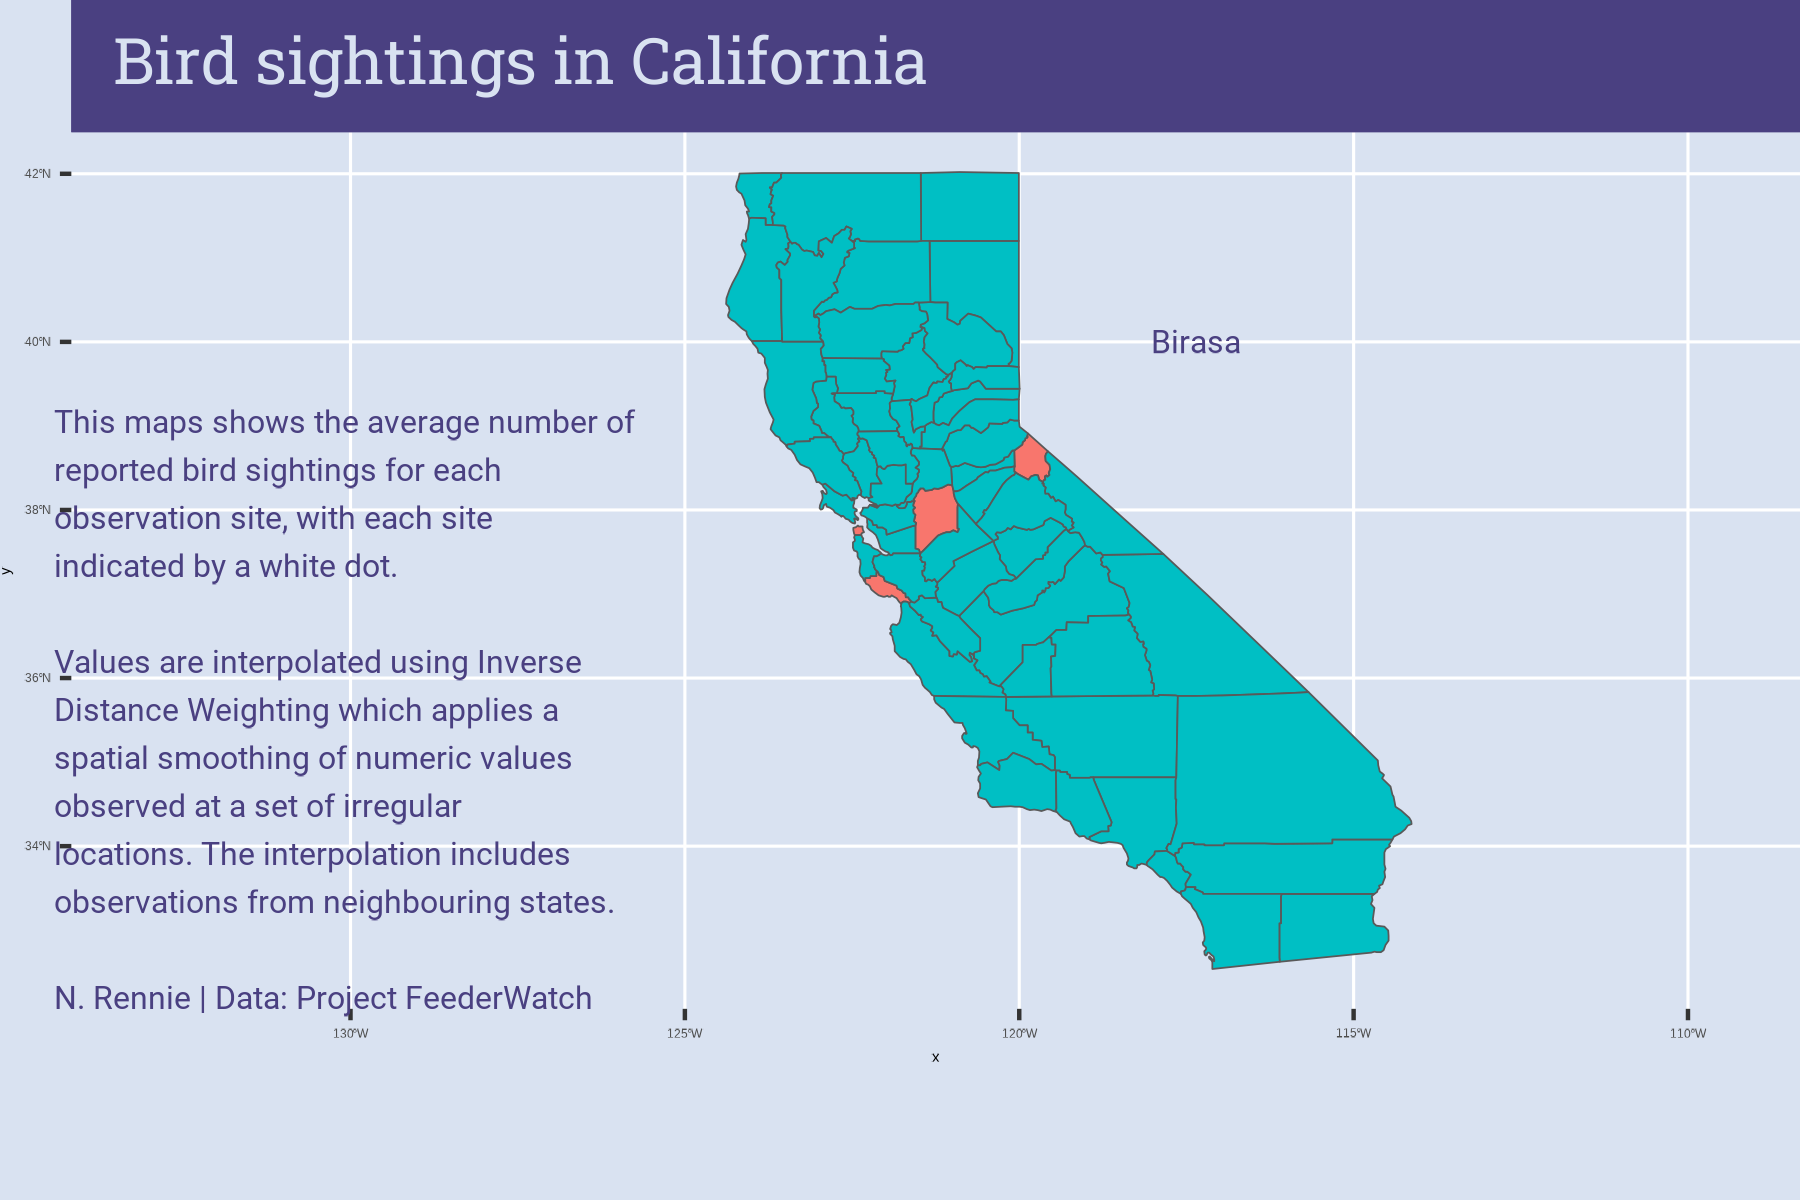 Bird sightings in California
42°N
40°N
38°N
36°N
34°N
y
Birasa
This maps shows the average number of
reported bird sightings for each
observation site, with each site
indicated by a white dot.
Values are interpolated using Inverse
Distance Weighting which applies a
spatial smoothing of numeric values
observed at a set of irregular
locations. The interpolation includes
observations from neighbouring states.
N. Rennie | Data: Project FeederWatch
130°W 125°W 120°W 115°W 110°W
x